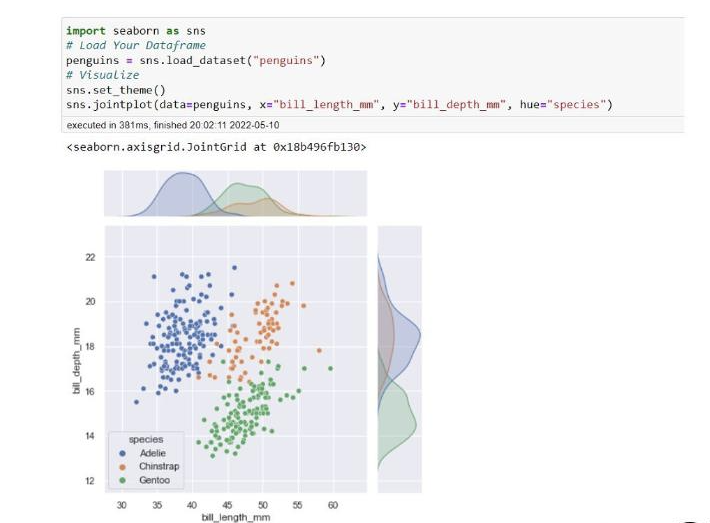 import seaborn as sns
# Load Your Dataframe
penguins = sns.load_dataset("penguins")
# Visualize
sns.set_theme()
sns.jointplot(data=penguins, x="bill_length_mm", y="bill_depth_mm", hue="species")
executed in 381ms, finished 20:02:11 2022-05-10
<seaborn.axisgrid.JointGrid at 0x18b496fb130>
22
20
18
16
14
12
bill_depth_mm
species
Adelie
Chinstrap
Gentoo
30 35 40 45 50 55 60
bill_length_mm